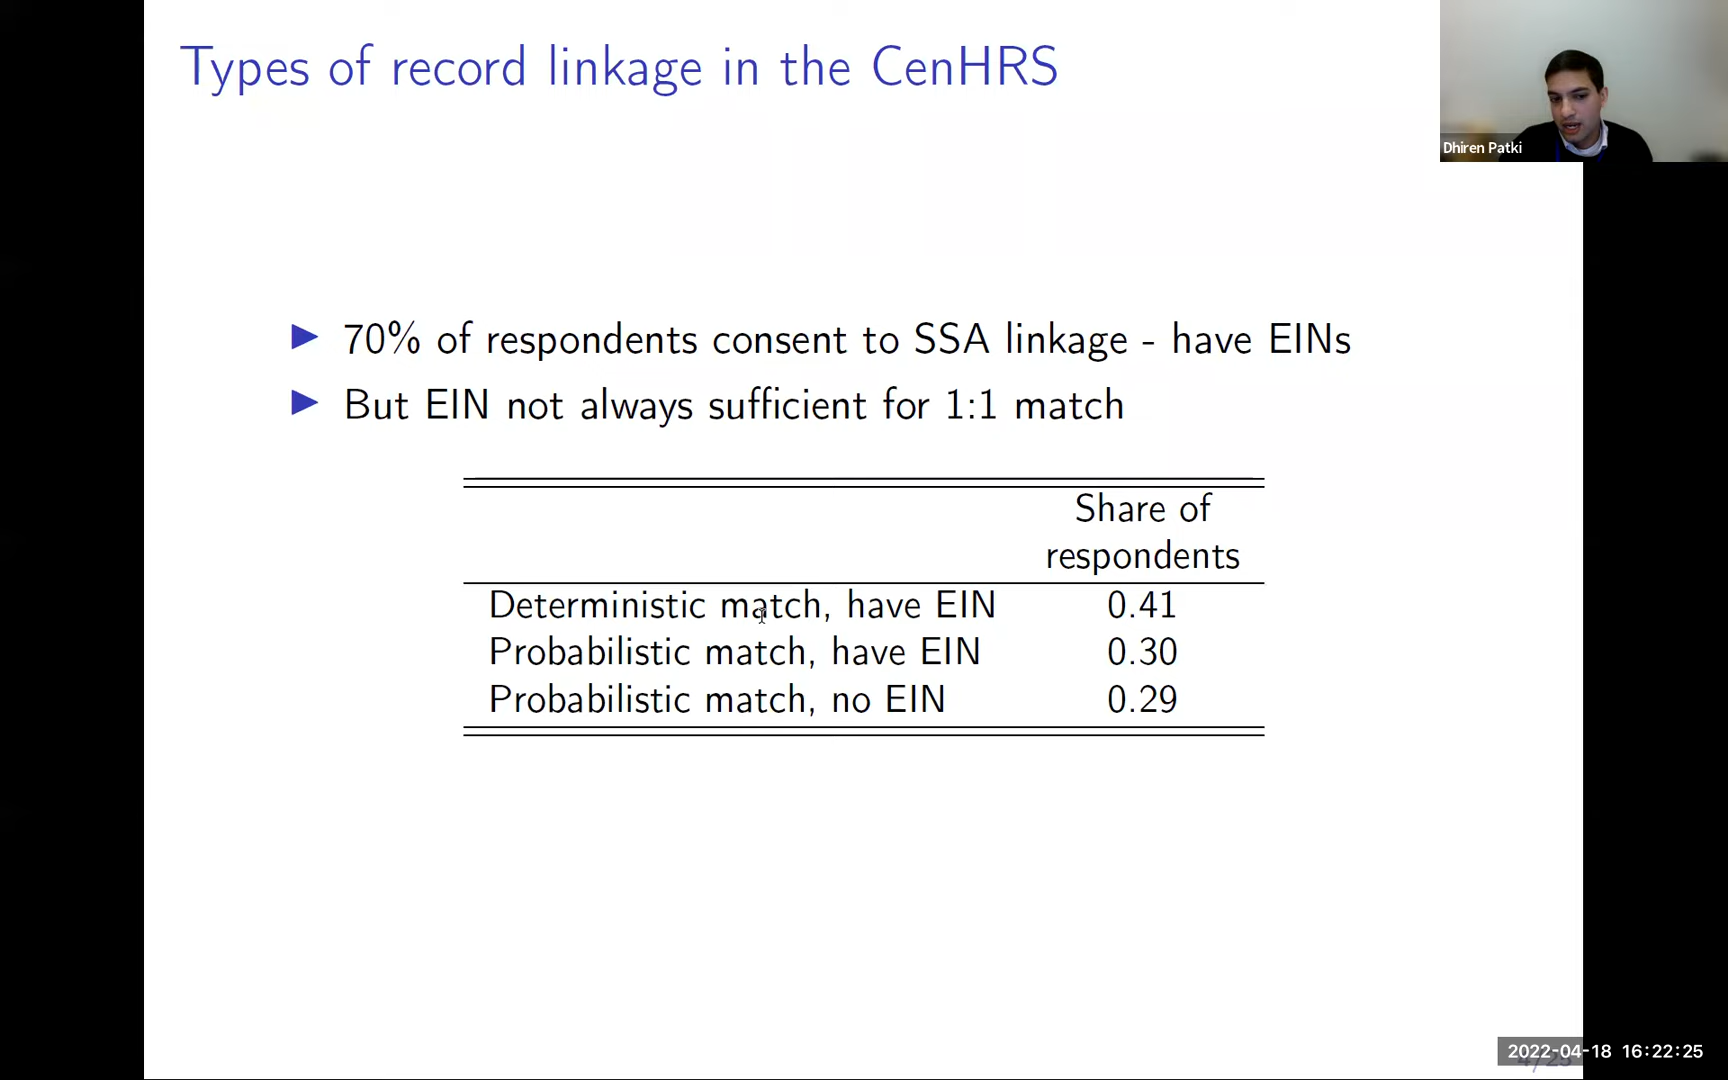 Types of record linkage in the CenHRS
Dhiren Patki
▶ 70% of respondents consent to SSA linkage - have EINs
▶ But EIN not always sufficient for 1:1 match
Share of
respondents
Deterministic match, have EIN 0.41
Probabilistic match, have EIN 0.30
Probabilistic match, no EIN 0.29
2022-04-18 16:22:25